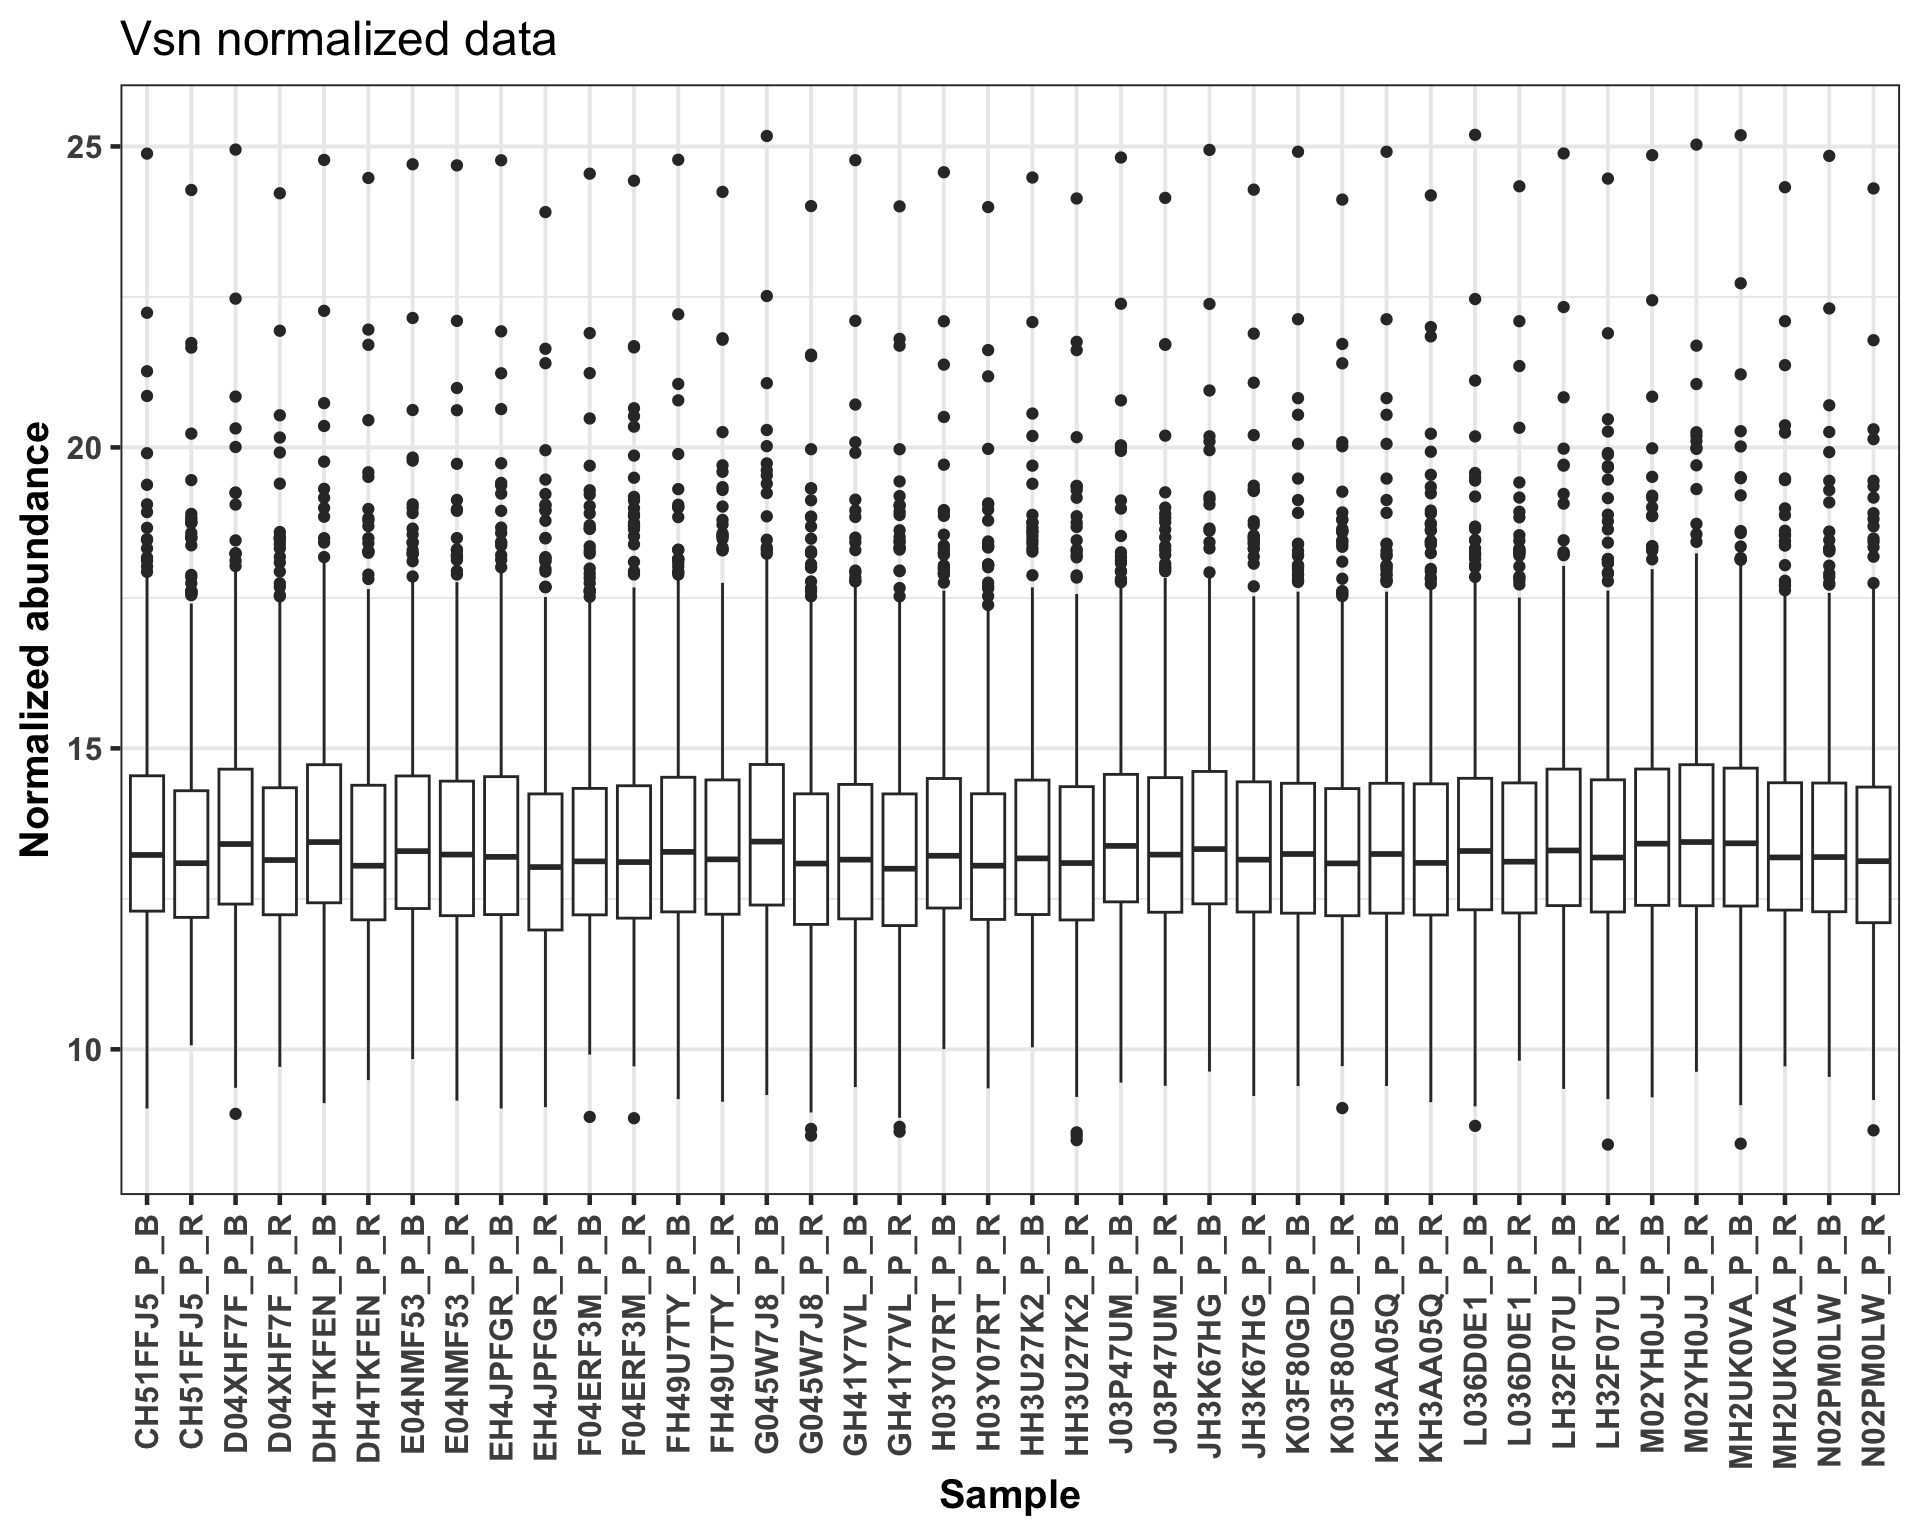 Vsn normalized data
Normalized abundance
25
20
15
10
CH51FFJ5_P_B
CH51FFJ5_P_R
D04XHF7F_P_B
D04XHF7F_P_R
DH4TKFEN_P_B
DH4TKFEN_P_R
E04NMF53_P_B
E04NMF53_P_R
EH4JPFGR_P_B
EH4JPFGR_P_R
F04ERF3M_P_B
F04ERF3M_P_R
FH49U7TY_P_B
FH49U7TY_P_R
G045W7J8_P_B
G045W7J8_P_R
GH41Y7VL_P_B
GH41Y7VL_P_R
H03Y07RT_P_B
H03Y07RT_P_R
HH3U27K2_P_B
HH3U27K2_P_R
J03P47UM_P_B
J03P47UM_P_R
JH3K67HG_P_B
JH3K67HG_P_R
K03F80GD_P_B
K03F80GD_P_R
KH3AA05Q_P_B
KH3AA05Q_P_R
L036D0E1_P_B
L036D0E1_P_R
LH32F07U_P_B
LH32F07U_P_R
M02YH0JJ_P_B
M02YH0JJ_P_R
MH2UK0VA_P_B
MH2UK0VA_P_R
N02PM0LW_P_B
N02PM0LW_P_R
Sample